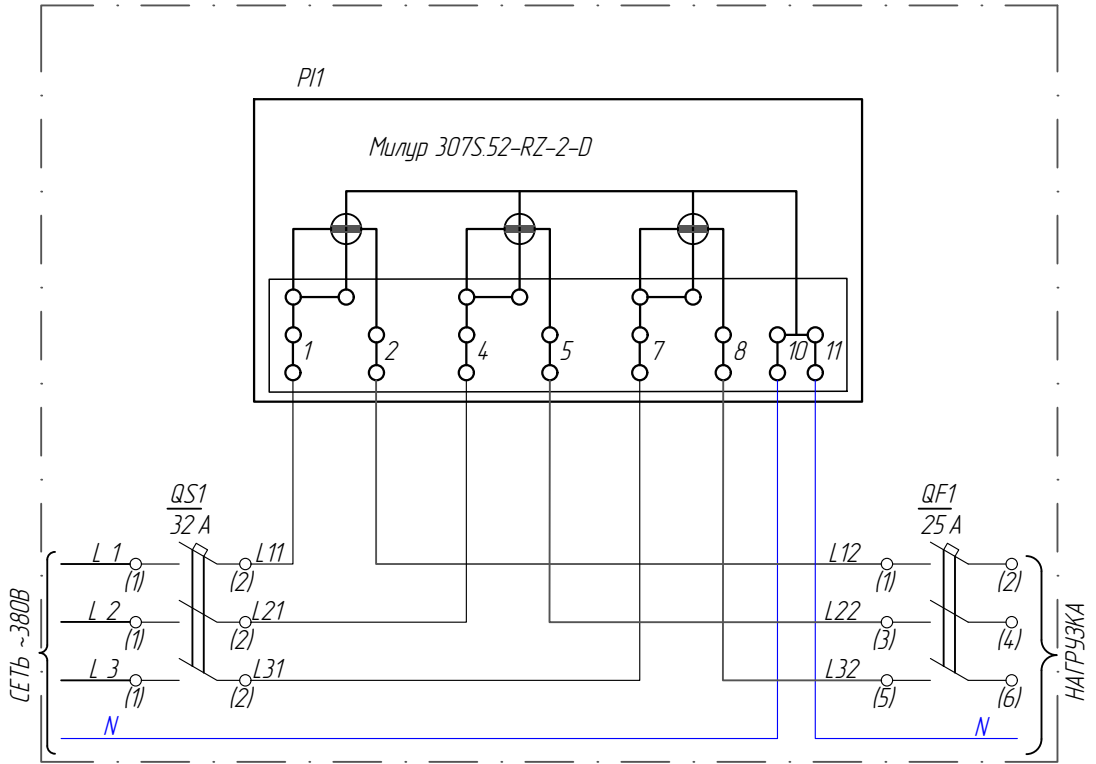 PI1
Милур 307S.52-RZ-2-D
1 2 4 5 7 8 10 11
QS1
32 А
QF1
25 А
L 1 (1) (2) L11
L12 (1) (2)
L 2 (1) (2) L21
L22 (3) (4)
L 3 (1) (2) L31
L32 (5) (6)
N
N
СЕТЬ ~380В
НАГРУЗКА